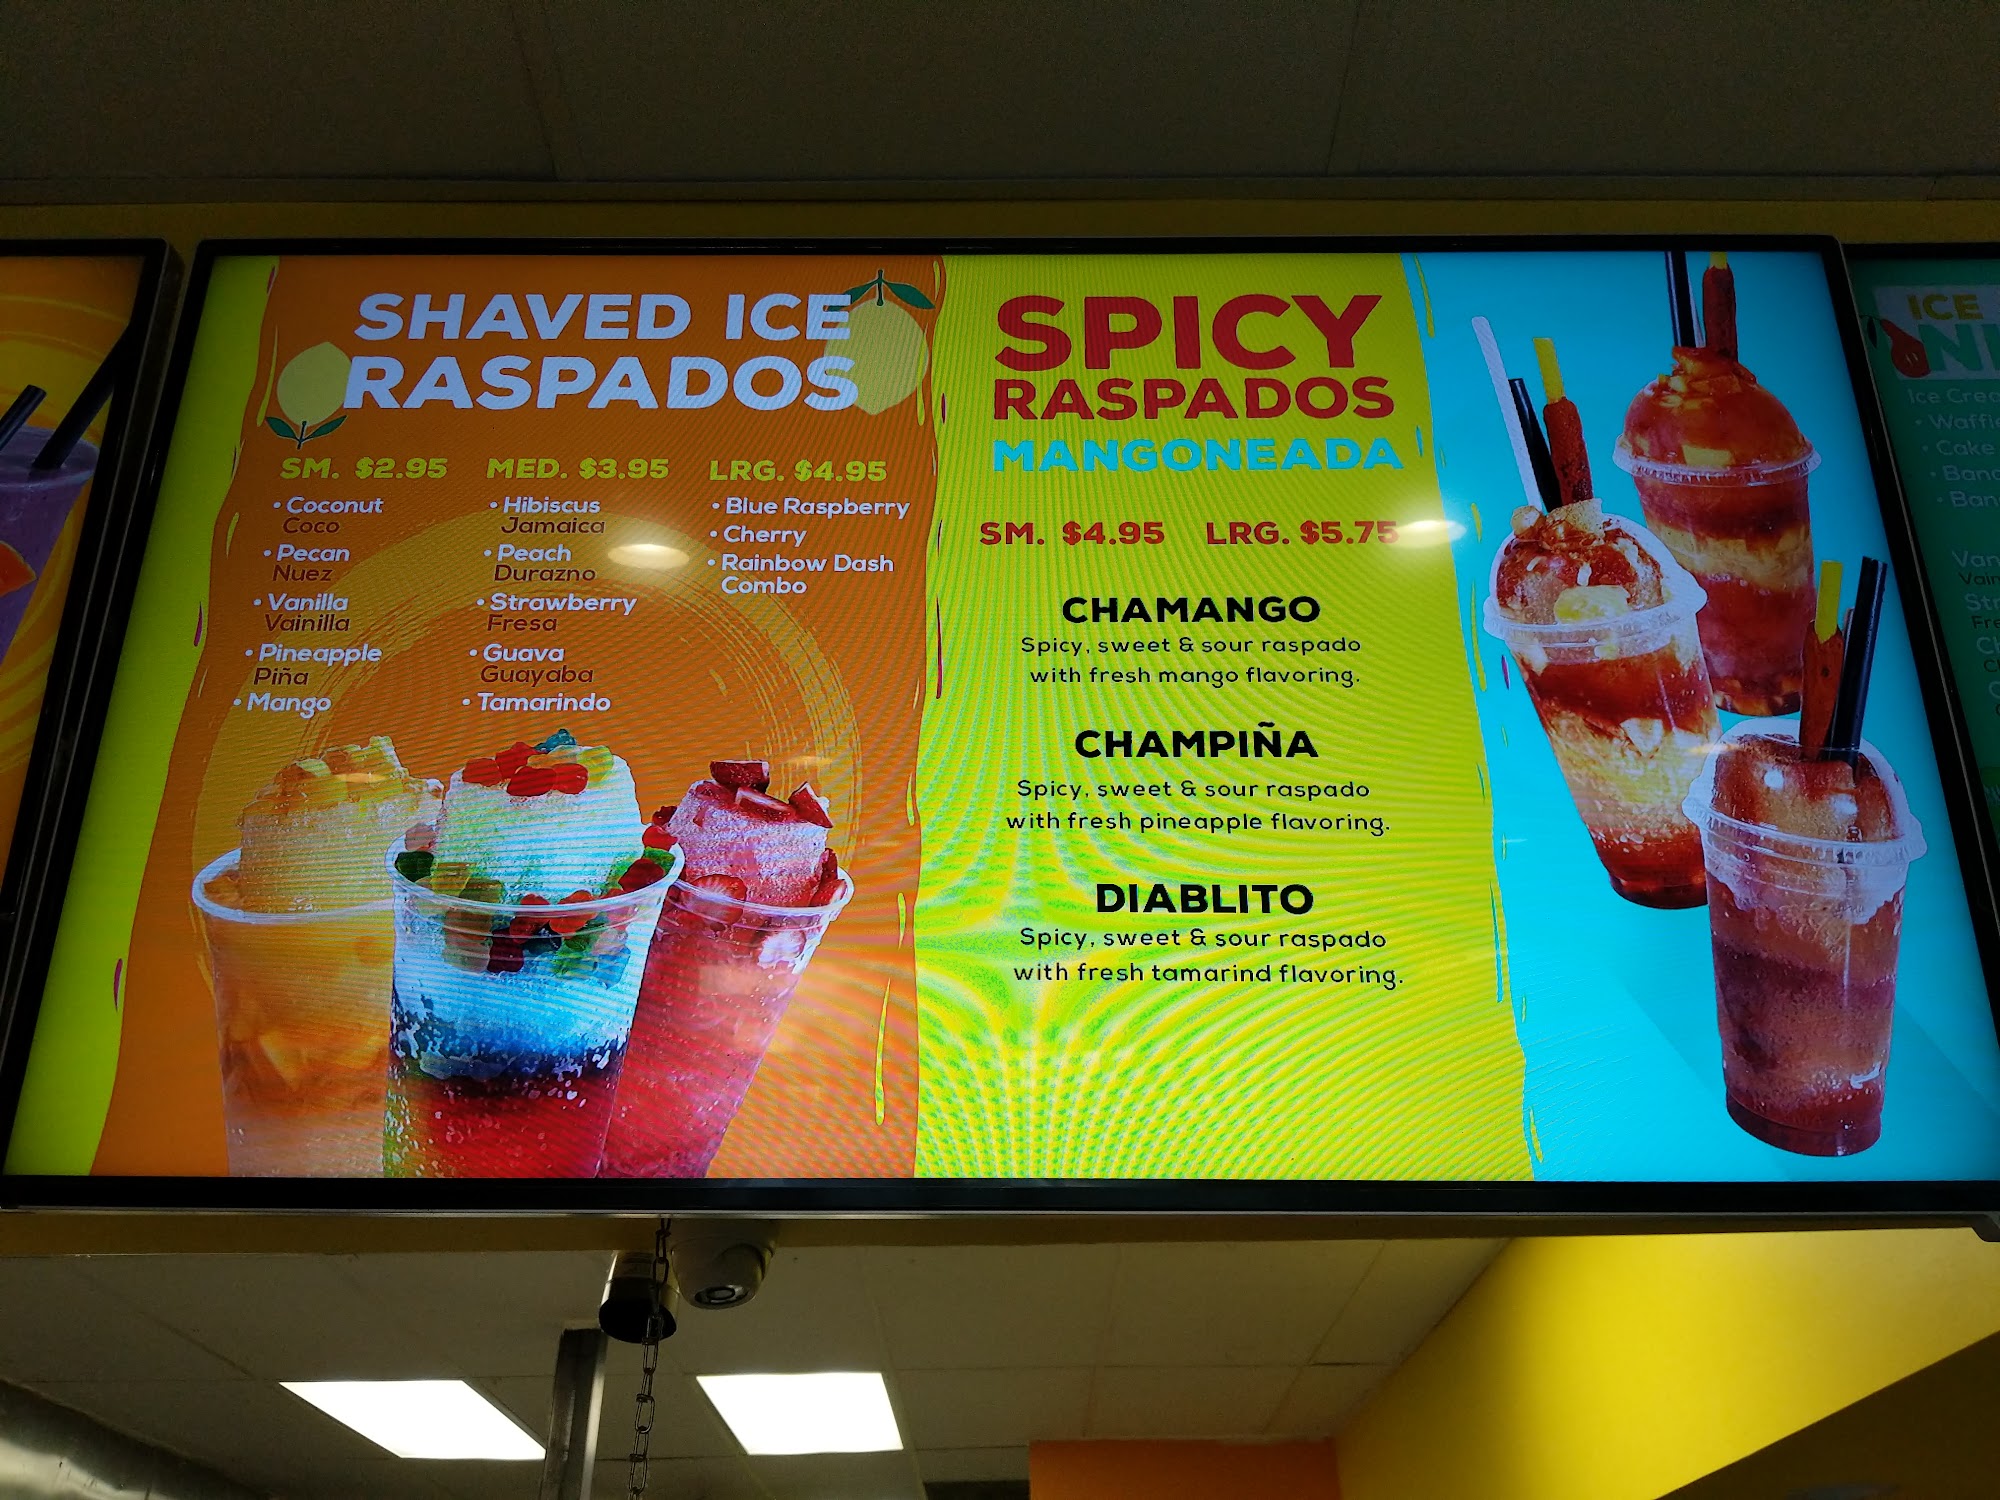 SHAVED ICE
RASPADOS
SM. $2.95 MED. $3.95 LRG. $4.95
• Coconut
Coco
• Pecan
Nuez
• Vanilla
Vainilla
• Pineapple
Piña
• Mango
• Hibiscus
Jamaica
• Peach
Durazno
• Strawberry
Fresa
• Guava
Guayaba
• Tamarindo
• Blue Raspberry
• Cherry
• Rainbow Dash
Combo
SPICY
RASPADOS
MANGONEADA
SM. $4.95 LRG. $5.75
CHAMANGO
Spicy, sweet & sour raspado
with fresh mango flavoring.
CHAMPIÑA
Spicy, sweet & sour raspado
with fresh pineapple flavoring.
DIABLITO
Spicy, sweet & sour raspado
with fresh tamarind flavoring.
ICE
Ice
• Cake